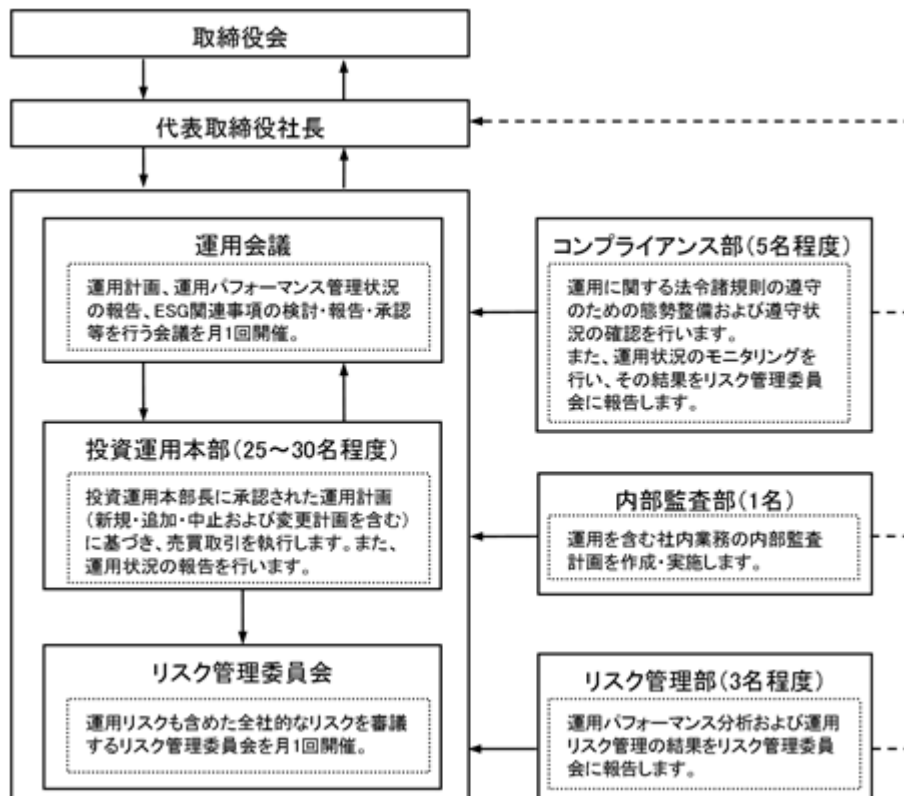 取締役会
代表取締役社長
運用会議
運用計画、運用パフォーマンス管理状況
の報告、ESG関連事項の検討・報告・承認
等を行う会議を月1回開催。
投資運用本部(25～30名程度)
投資運用本部長に承認された運用計画
(新規・追加・中止および変更計画を含む)
に基づき、売買取引を執行します。また、
運用状況の報告を行います。
リスク管理委員会
運用リスクも含めた全社的なリスクを審議
するリスク管理委員会を月1回開催。
コンプライアンス部(5名程度)
運用に関する法令諸規則の遵守
のための態勢整備および遵守状
況の確認を行います。
また、運用状況のモニタリングを
行い、その結果をリスク管理委員
会に報告します。
内部監査部(1名)
運用を含む社内業務の内部監査
計画を作成・実施します。
リスク管理部(3名程度)
運用パフォーマンス分析および運用
リスク管理の結果をリスク管理委員
会に報告します。